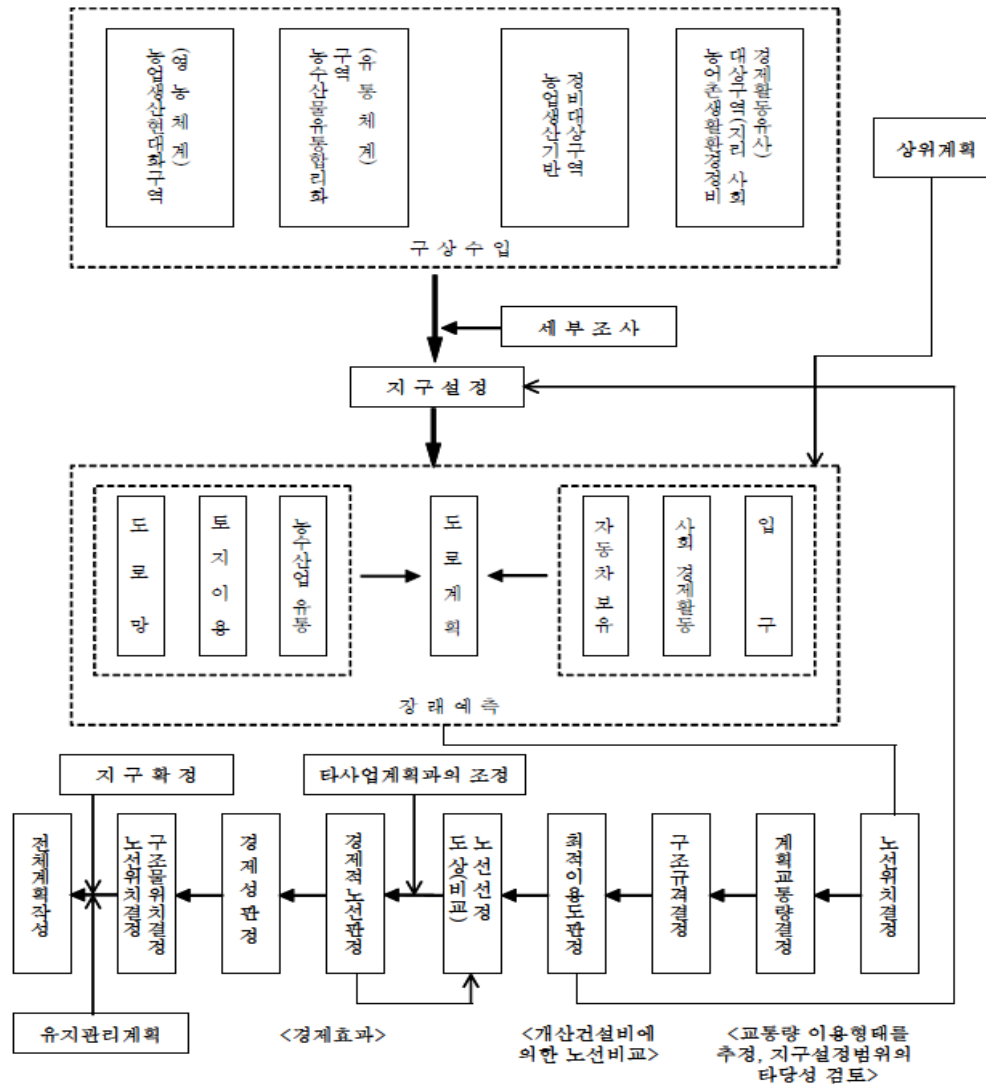 농업생산현대화구역
(영 농 체 계)
농수산물유통합리화
구역
(유 통 체 계)
농업생산기반
정비대상구역
농어촌생활환경정비
대상구역(지리 사회
경제활동유산)
상위계획
구 상 수 입
세 부 조 사
지 구 설 정
도 로 망
토 지 이 용
농수산업 유통
도 로 계 획
자 동 차 보 유
사회 경제활동
입 구
장 래 예 측
지 구 확 정
타사업계획과의 조정
전체계획작성
노선위치결정
구조물위치결정
경 제 성 판 정
경제적 노선판정
도상(비교)
노 선 선 정
최적이용도판정
구조규격결정
계획교통량결정
노선위치결정
유지관리계획
<경제효과>
<개산건설비에
의한 노선비교>
<교통량 이용형태를
추정, 지구설정범위의
타당성 검토>